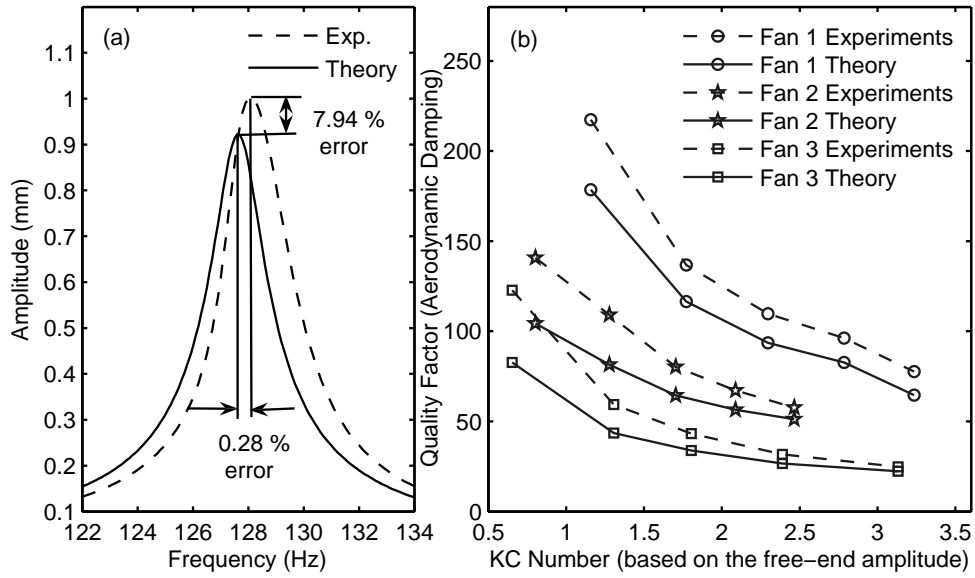 (a)
Exp.
Theory
7.94 %
error
0.28 %
error
1.1
1
0.9
0.8
0.7
0.6
0.5
0.4
0.3
0.2
0.1
Amplitude (mm)
122 124 126 128 130 132 134
Frequency (Hz)
(b)
Fan 1 Experiments
Fan 1 Theory
Fan 2 Experiments
Fan 2 Theory
Fan 3 Experiments
Fan 3 Theory
250
200
150
100
50
0
Quality Factor (Aerodynamic Damping)
0.5 1 1.5 2 2.5 3 3.5
KC Number (based on the free−end amplitude)